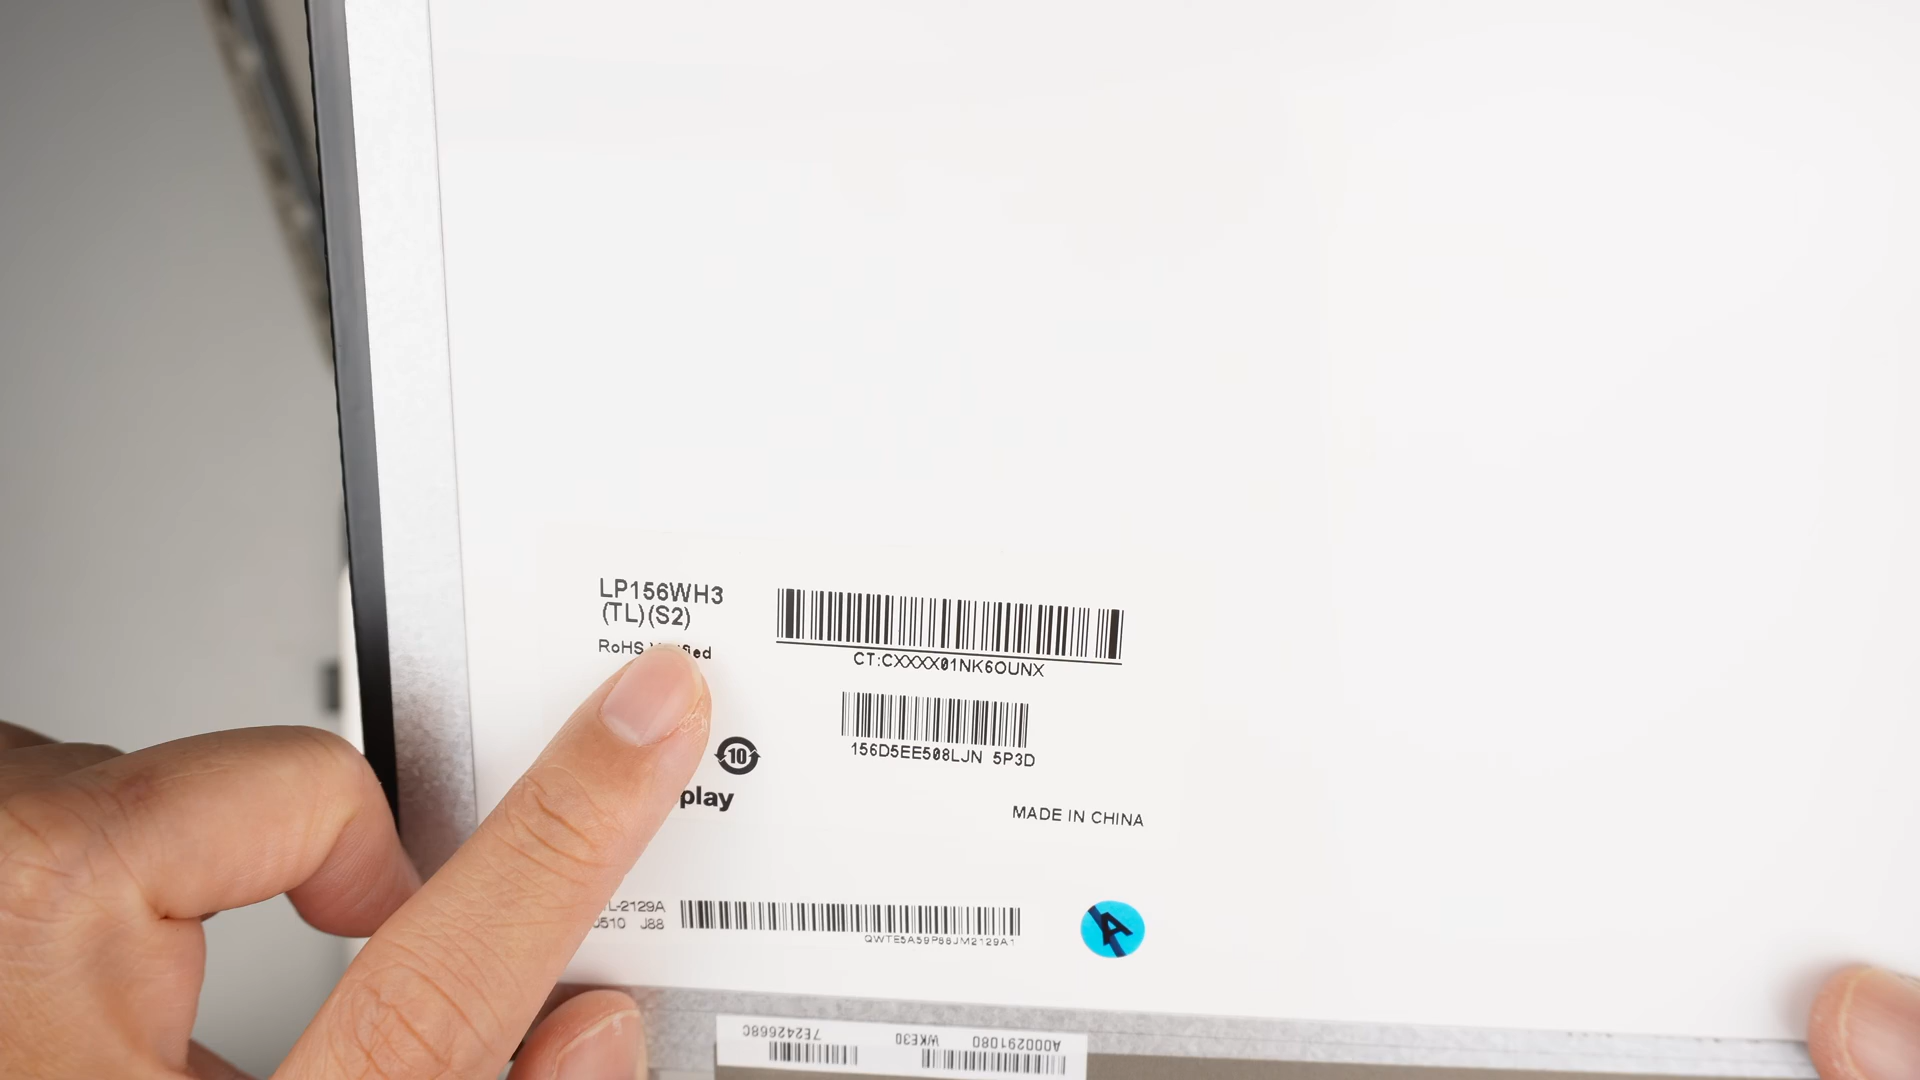 LP156WH3
(TL)(S2)
RoHS
CT:CXXXX01NK6OUNX
156D5EE508LJN 5P3D
10
play
MADE IN CHINA
L-2129A
0510 J88
QWTE5A59P88JM2129A1
A
7E242668C
WKE30
A000291080